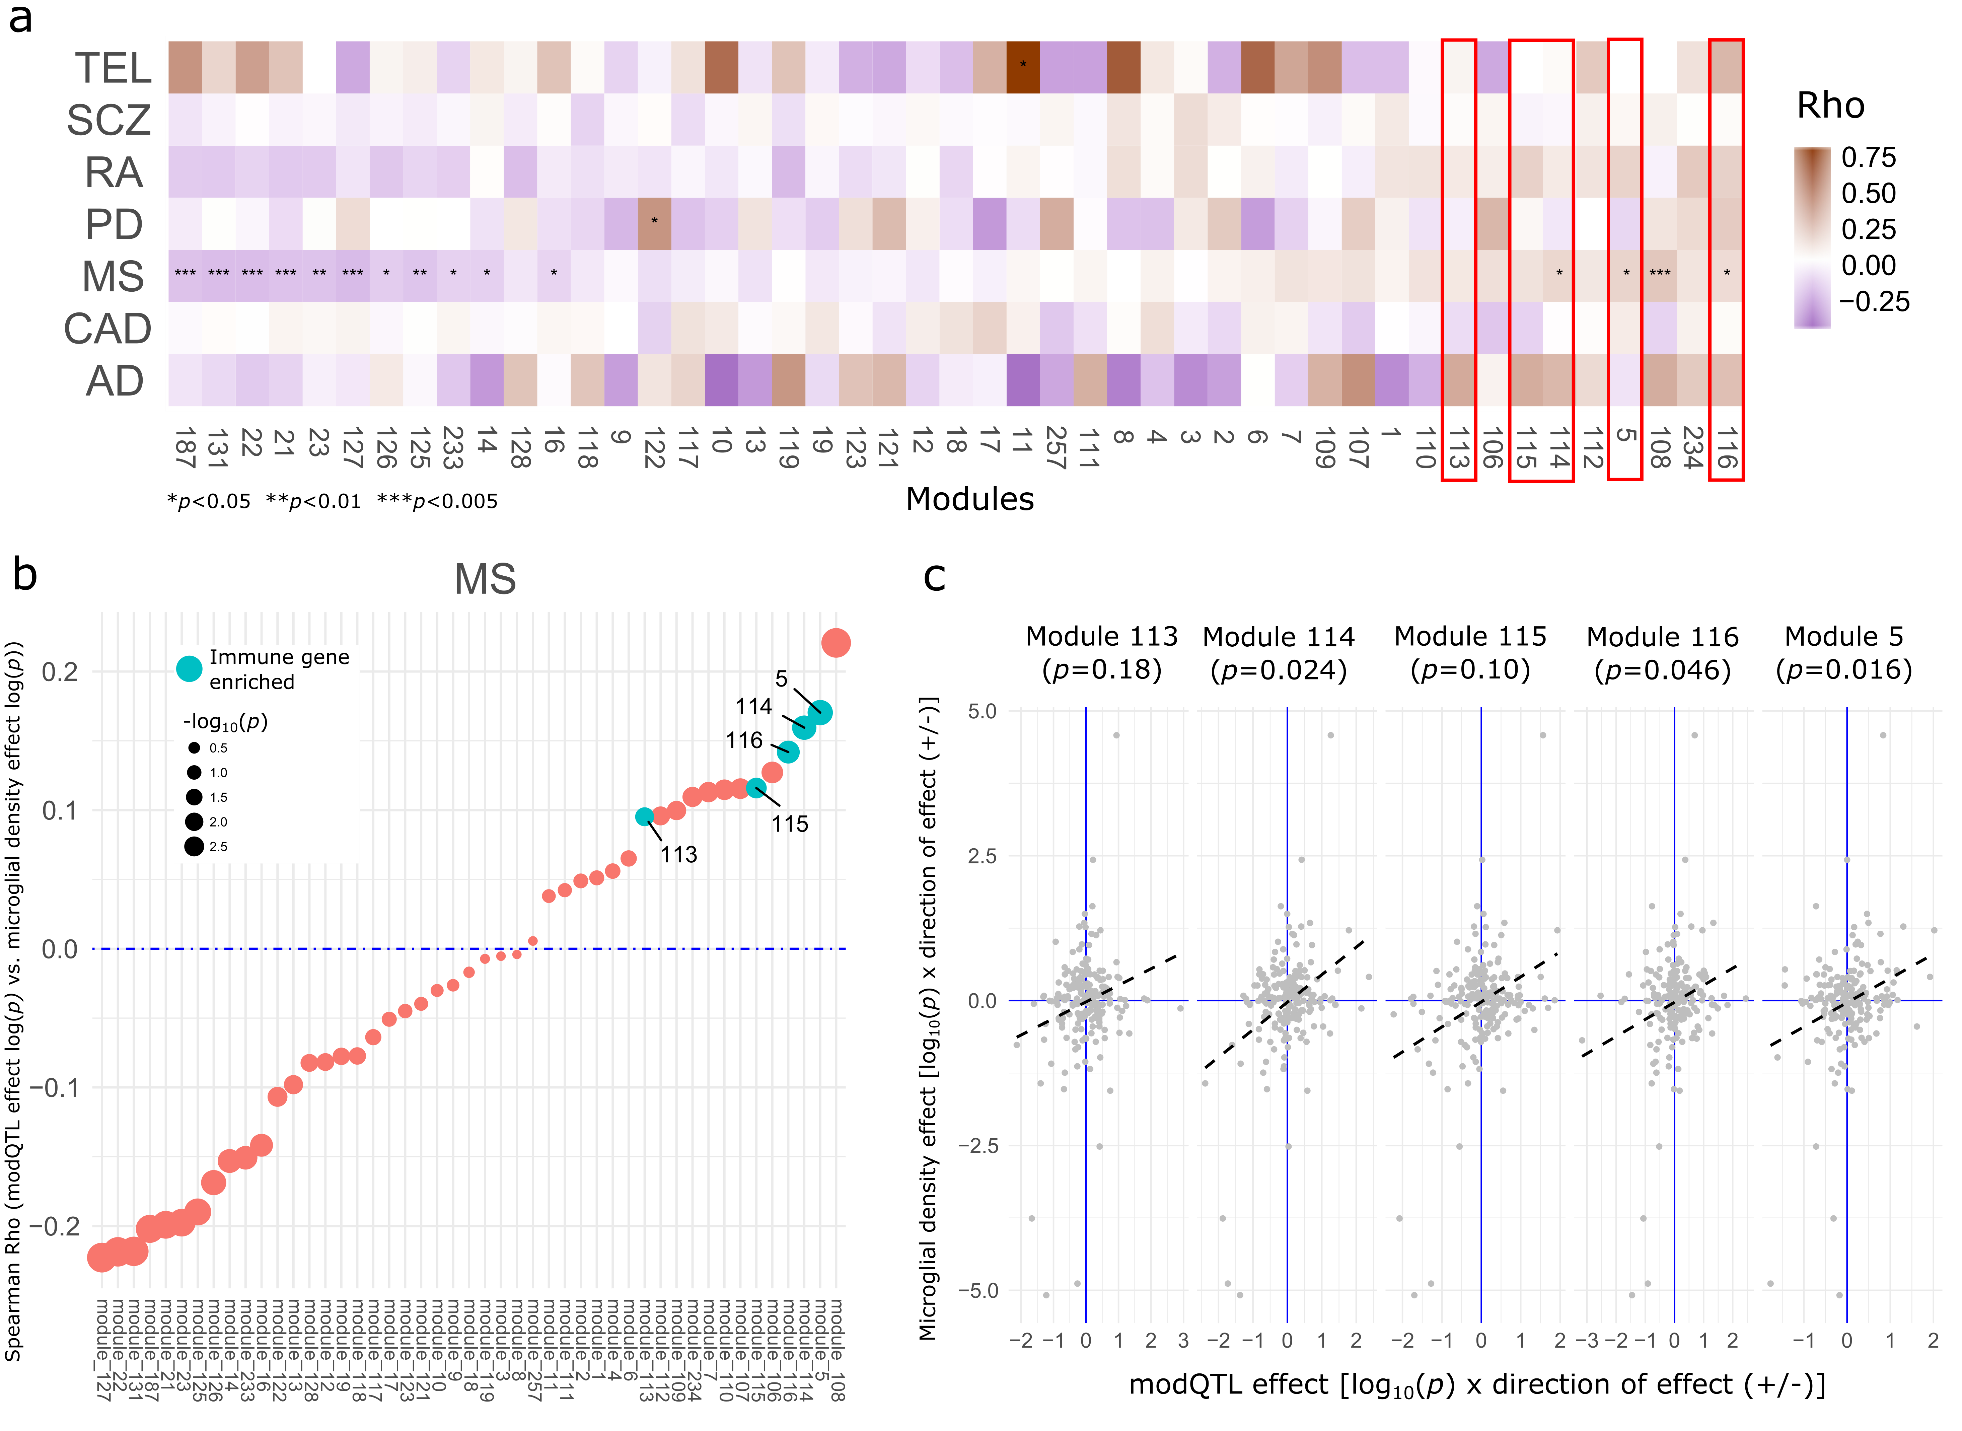 a
TEL
SCZ
RA
PD
MS
CAD
AD
*
*
*** *** *** *** ** *** * ** * * * * * *** *
187 131 22 21 23 127 126 125 233 14 128 16 118 9 122 117 10 13 119 19 123 121 12 18 17 11 257 111 8 4 3 2 6 7 109 107 1 110 113 106 115 114 112 5 108 234 116
*p<0.05 **p<0.01 ***p<0.005
Modules
Rho
0.75
0.50
0.25
0.00
−0.25
b
MS
Spearman Rho (modQTL effect log(p) vs. microglial density effect log(p))
0.2
0.1
0.0
−0.1
−0.2
Immune gene
enriched
-log10(p)
0.5
1.0
1.5
2.0
2.5
5
114
116
115
113
module_127 module_22 module_131 module_187 module_21 module_23 module_125 module_126 module_14 module_233 module_16 module_122 module_13 module_128 module_12 module_19 module_118 module_117 module_17 module_123 module_121 module_10 module_9 module_18 module_119 module_3 module_8 module_257 module_11 module_111 module_2 module_1 module_4 module_6 module_113 module_112 module_109 module_234 module_7 module_110 module_107 module_115 module_106 module_116 module_114 module_5 module_108
c
Module 113
(p=0.18)
Module 114
(p=0.024)
Module 115
(p=0.10)
Module 116
(p=0.046)
Module 5
(p=0.016)
Microglial density effect [log10(p) x direction of effect (+/-)]
5.0
2.5
0.0
−2.5
−5.0
−2 −1 0 1 2 3
−2 −1 0 1 2
−2 −1 0 1 2
−3 −2 −1 0 1 2
−1 0 1 2
modQTL effect [log10(p) x direction of effect (+/-)]